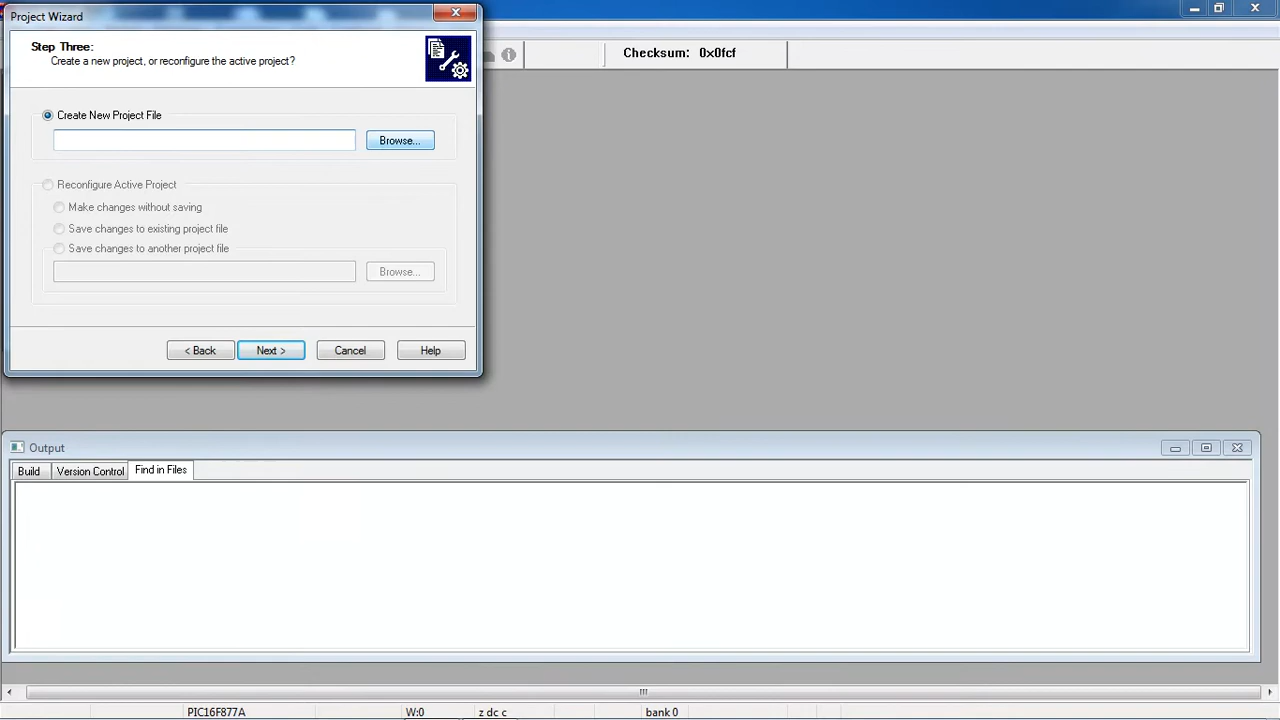 Project Wizard
Step Three:
Create a new project, or reconfigure the active project?
Checksum: 0x0fcf
Create New Project File
Browse...
Reconfigure Active Project
Make changes without saving
Save changes to existing project file
Save changes to another project file
Browse...
< Back
Next >
Cancel
Help
Output
Build
Version Control
Find in Files
PIC16F877A
W:0
z dc c
bank 0